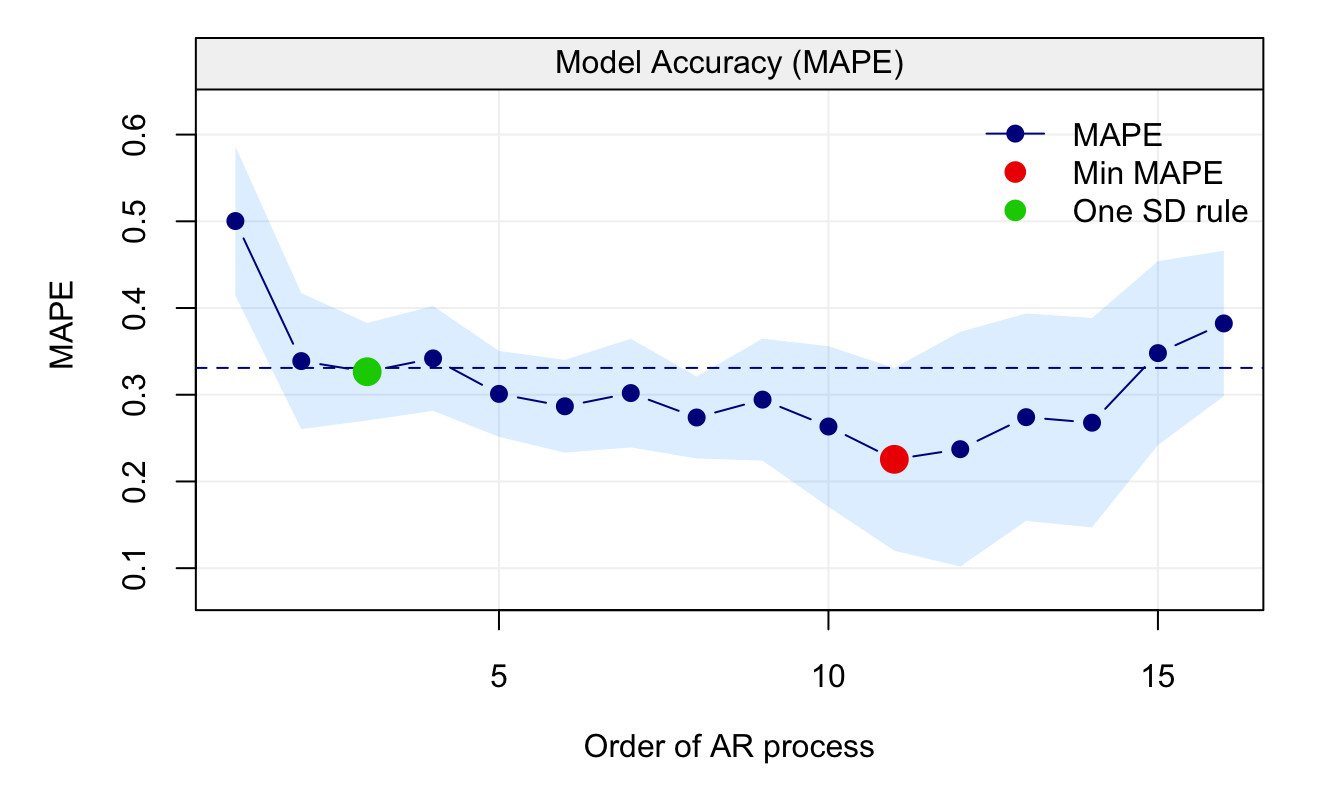 Model Accuracy (MAPE)
MAPE
Min MAPE
One SD rule
MAPE
0.6
0.5
0.4
0.3
0.2
0.1
5 10 15
Order of AR process